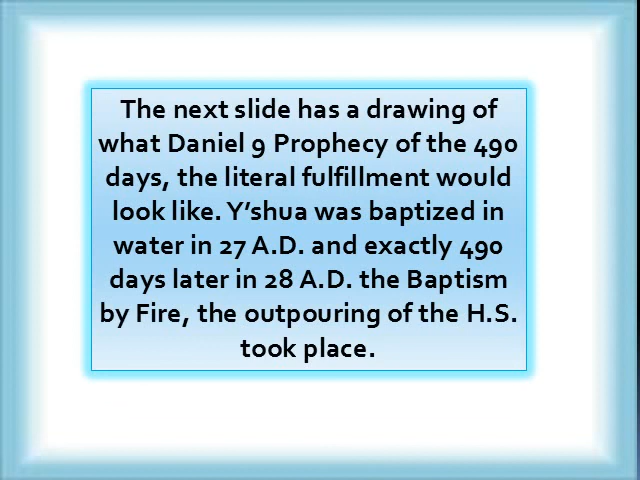 The next slide has a drawing of
what Daniel 9 Prophecy of the 490
days, the literal fulfillment would
look like. Y’shua was baptized in
water in 27 A.D. and exactly 490
days later in 28 A.D. the Baptism
by Fire, the outpouring of the H.S.
took place.